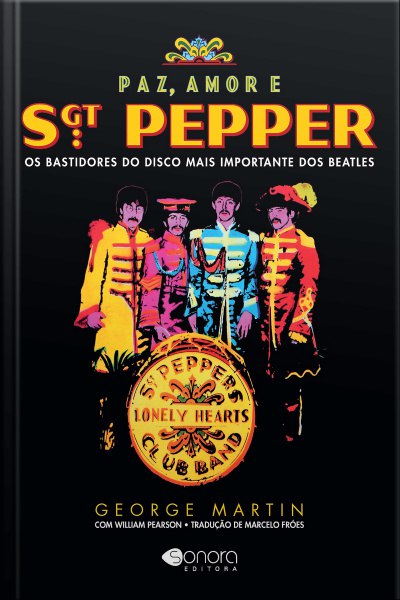 PAZ, AMOR E
SGT PEPPER
OS BASTIDORES DO DISCO MAIS IMPORTANTE DOS BEATLES
SGT PEPPERS
LONELY HEARTS
CLUB BAND
GEORGE MARTIN
COM WILLIAM PEARSON • TRADUÇÃO DE MARCELO FRÓES
Sonora
EDITORA